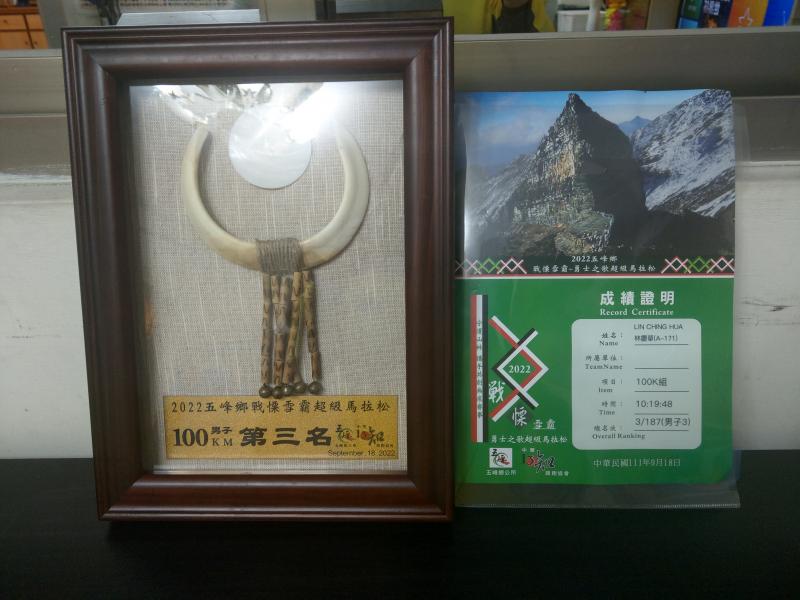 2022五峰鄉戰慄雪霸超級馬拉松
100 男子 KM 第三名
September, 18, 2022
2022五峰鄉
戰慄雪霸-勇士之歌超級馬拉松
成績證明
Record Certificate
姓名： LIN CHING HUA
Name 林慶華(A-171)
所屬單位：
TeamName
項目： 100K組
Item
時間： 10:19:48
Time
總名次： 3/187(男子3)
Overall Ranking
2022
戰慄雪霸
勇士之歌超級馬拉松
五峰鄉公所
中華民國111年9月18日